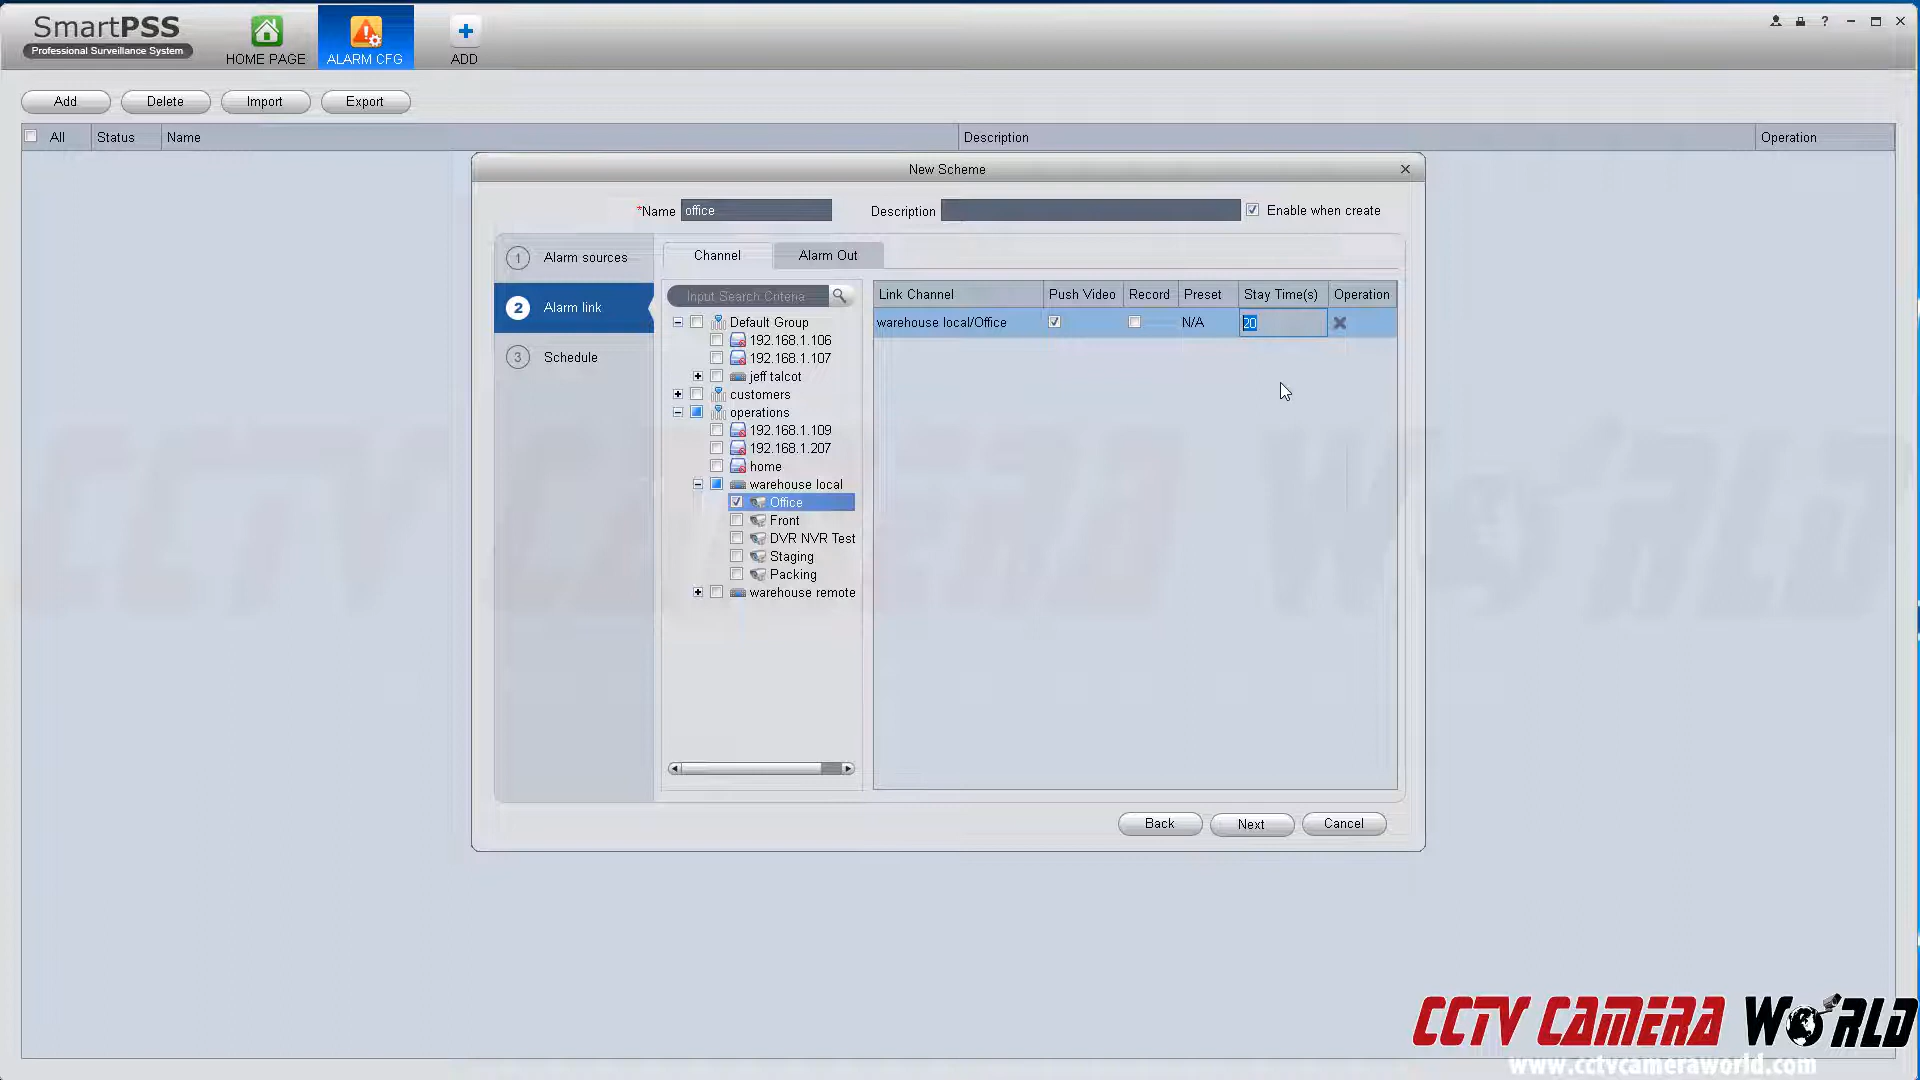 SmartPSS
Professional Surveillance System
HOME PAGE
ALARM CFG
ADD
?
Add
Delete
Import
Export
All
Status
Name
Description
Operation
New Scheme
*Name
office
Description
Enable when create
1 Alarm sources
2 Alarm link
3 Schedule
Channel
Alarm Out
Input Search Criteria
Default Group
192.168.1.106
192.168.1.107
jeff talcot
customers
operations
192.168.1.109
192.168.1.207
home
warehouse local
Office
Front
DVR NVR Test
Staging
Packing
warehouse remote
Link Channel
Push Video
Record
Preset
Stay Time(s)
Operation
warehouse local/Office
N/A
20
Back
Next
Cancel
CCTV CAMERA WORLD
CCTV CAMERA WORLD
www.cctvcameraworld.com